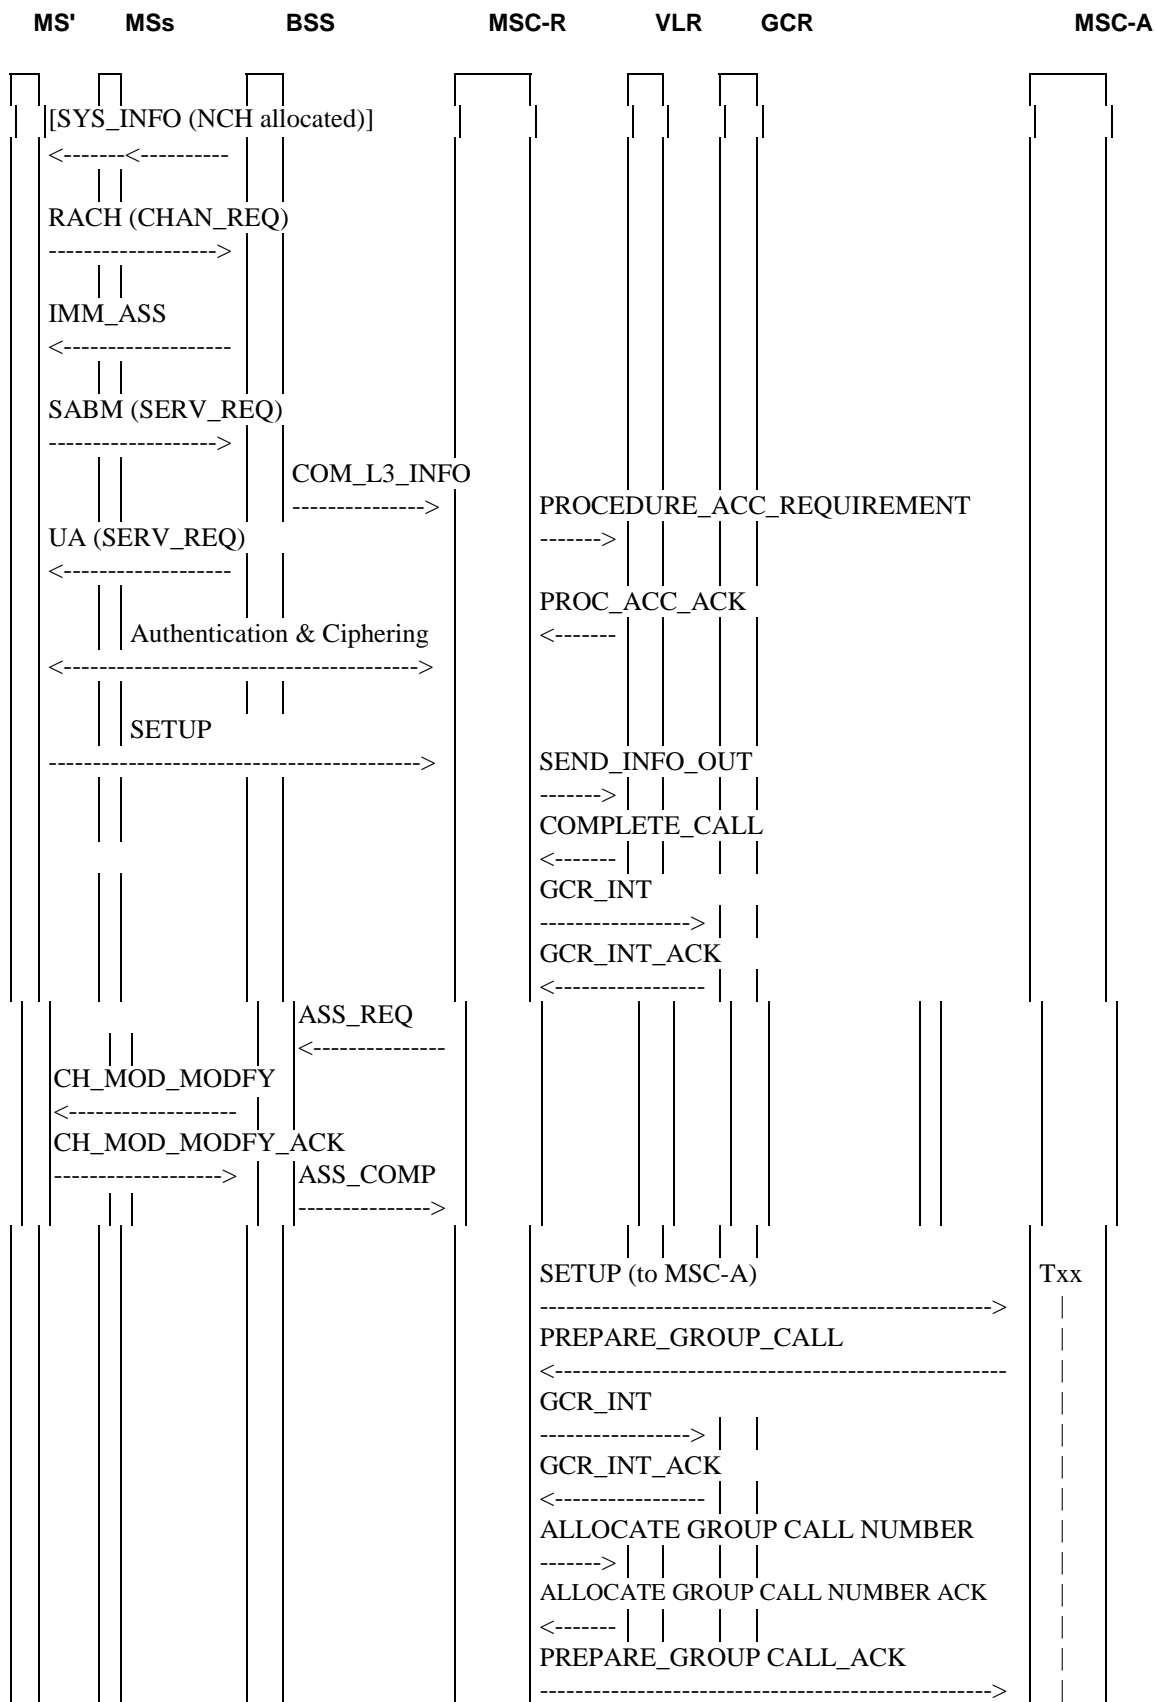 MS' MSs BSS MSC-R VLR GCR MSC-A
[SYS_INFO (NCH allocated)]
<-------<----------
RACH (CHAN_REQ)
------------------->
IMM_ASS
<-------------------
SABM (SERV_REQ)
------------------->
COM_L3_INFO
---------------> PROCEDURE_ACC_REQUIREMENT
UA (SERV_REQ) ------->
<-------------------
PROC_ACC_ACK
Authentication & Ciphering <-------
<---------------------------------------->
SETUP
------------------------------------------> SEND_INFO_OUT
------->
COMPLETE_CALL
<-------
GCR_INT
----------------->
GCR_INT_ACK
<-----------------
ASS_REQ
<---------------
CH_MOD_MODFY
<-------------------
CH_MOD_MODFY_ACK
-------------------> ASS_COMP
--------------->
SETUP (to MSC-A) Txx
---------------------------------------------------> |
PREPARE_GROUP_CALL |
<--------------------------------------------------- |
GCR_INT |
-----------------> |
GCR_INT_ACK |
<----------------- |
ALLOCATE GROUP CALL NUMBER |
-------> |
ALLOCATE GROUP CALL NUMBER ACK |
<------- |
PREPARE_GROUP CALL_ACK |
---------------------------------------------------> |